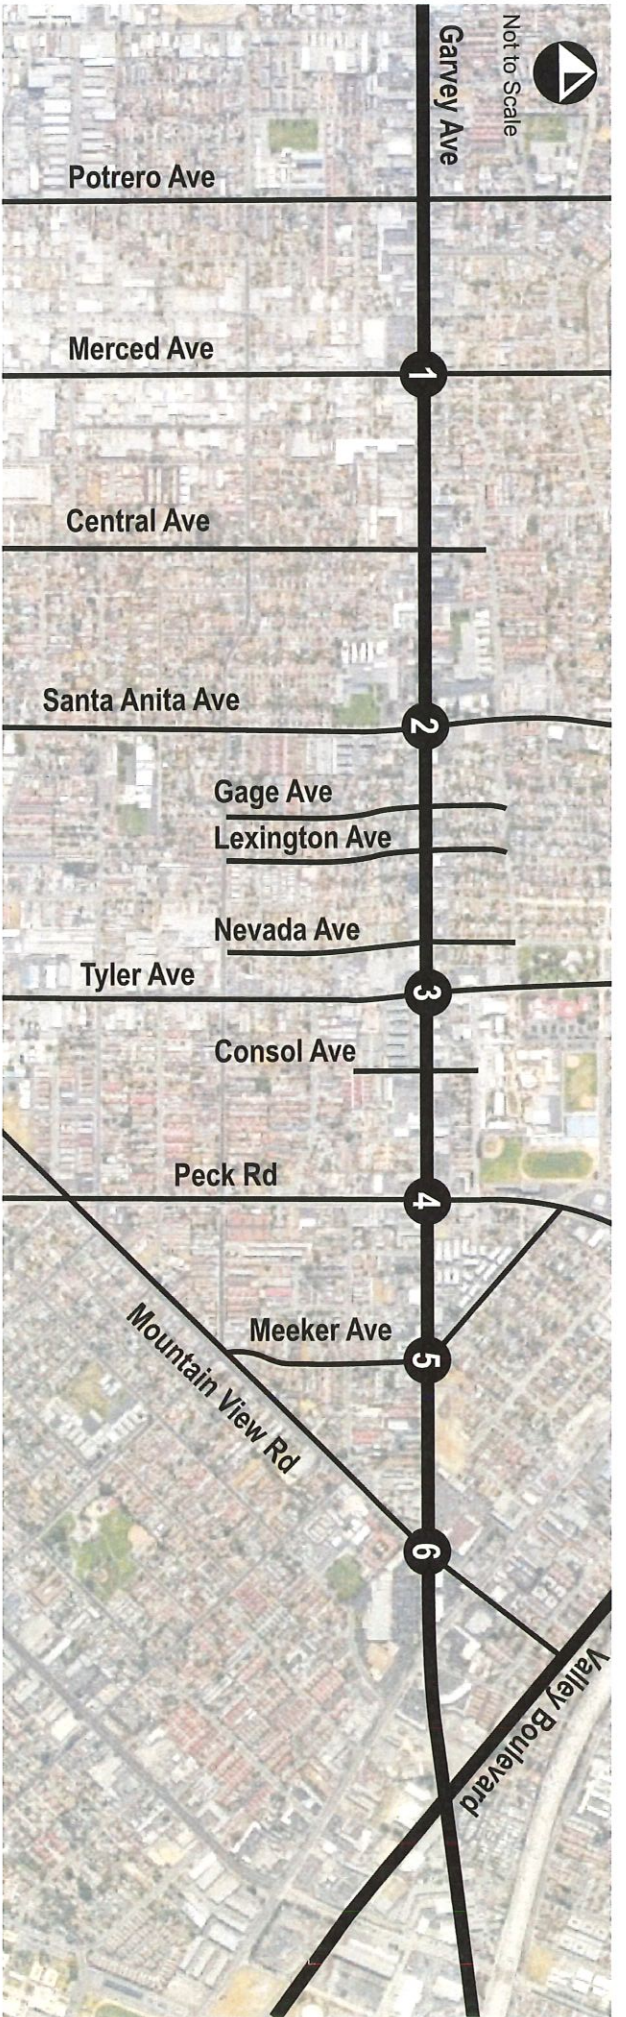 Not to Scale
Garvey Ave
Potrero Ave
Merced Ave
1
Central Ave
Santa Anita Ave
2
Gage Ave
Lexington Ave
Nevada Ave
Tyler Ave
3
Consol Ave
Peck Rd
4
Meeker Ave
5
Mountain View Rd
6
Valley Boulevard